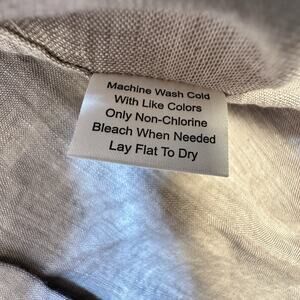 Machine Wash Cold
With Like Colors
Only Non-Chlorine
Bleach When Needed
Lay Flat To Dry